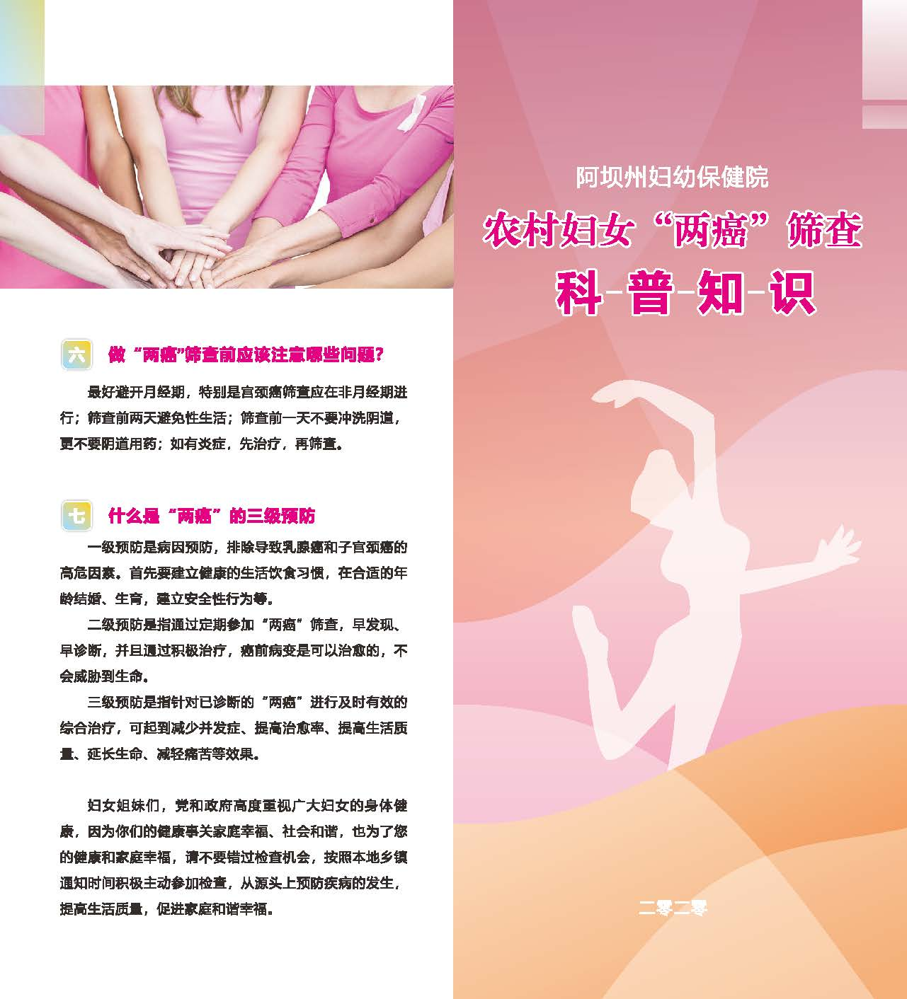 六 做“两癌”筛查前应该注意哪些问题？
最好避开月经期，特别是宫颈癌筛查应在非月经期进
行；筛查前两天避免性生活；筛查前一天不要冲洗阴道，
更不要阴道用药；如有炎症，先治疗，再筛查。
七 什么是“两癌”的三级预防
一级预防是病因预防，排除导致乳腺癌和子宫颈癌的
高危因素。首先要建立健康的生活饮食习惯，在合适的年
龄结婚、生育，建立安全性行为等。
二级预防是指通过定期参加“两癌”筛查，早发现、
早诊断，并且通过积极治疗，癌前病变是可以治愈的，不
会威胁到生命。
三级预防是指针对已诊断的“两癌”进行及时有效的
综合治疗，可起到减少并发症、提高治愈率、提高生活质
量、延长生命、减轻痛苦等效果。
妇女姐妹们，党和政府高度重视广大妇女的身体健
康，因为你们的健康事关家庭幸福、社会和谐，也为了您
的健康和家庭幸福，请不要错过检查机会，按照本地乡镇
通知时间积极主动参加检查，从源头上预防疾病的发生，
提高生活质量，促进家庭和谐幸福。
阿坝州妇幼保健院
农村妇女“两癌”筛查
科-普-知-识
二零二零